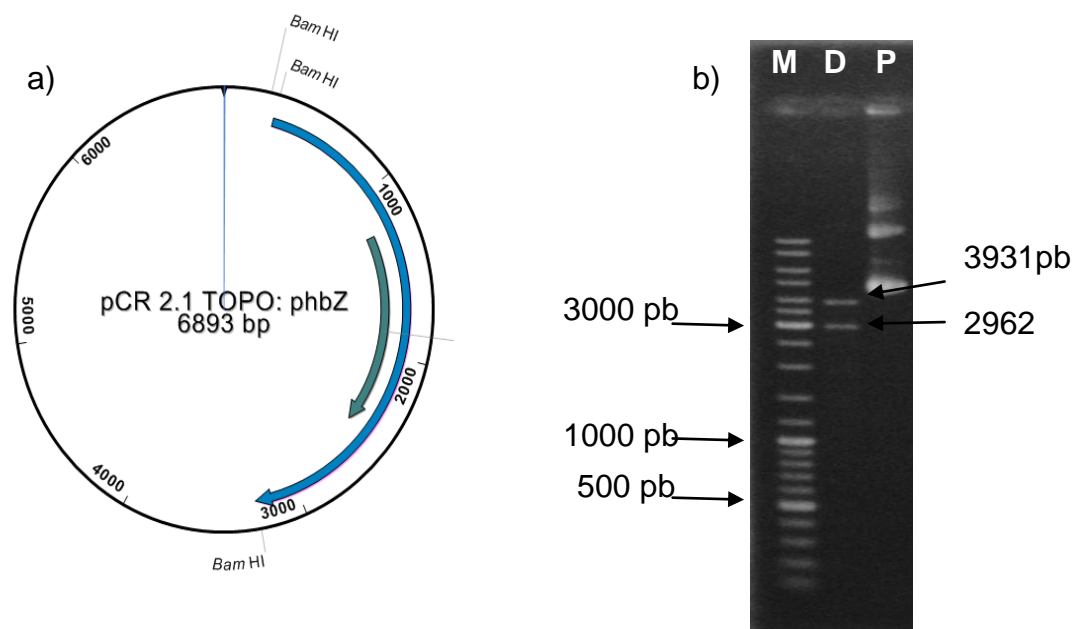 a)
Bam HI
Bam HI
1000
2000
3000
4000
5000
6000
pCR 2.1 TOPO: phbZ
6893 bp
Bam HI
b)
M D P
3000 pb
1000 pb
500 pb
3931pb
2962